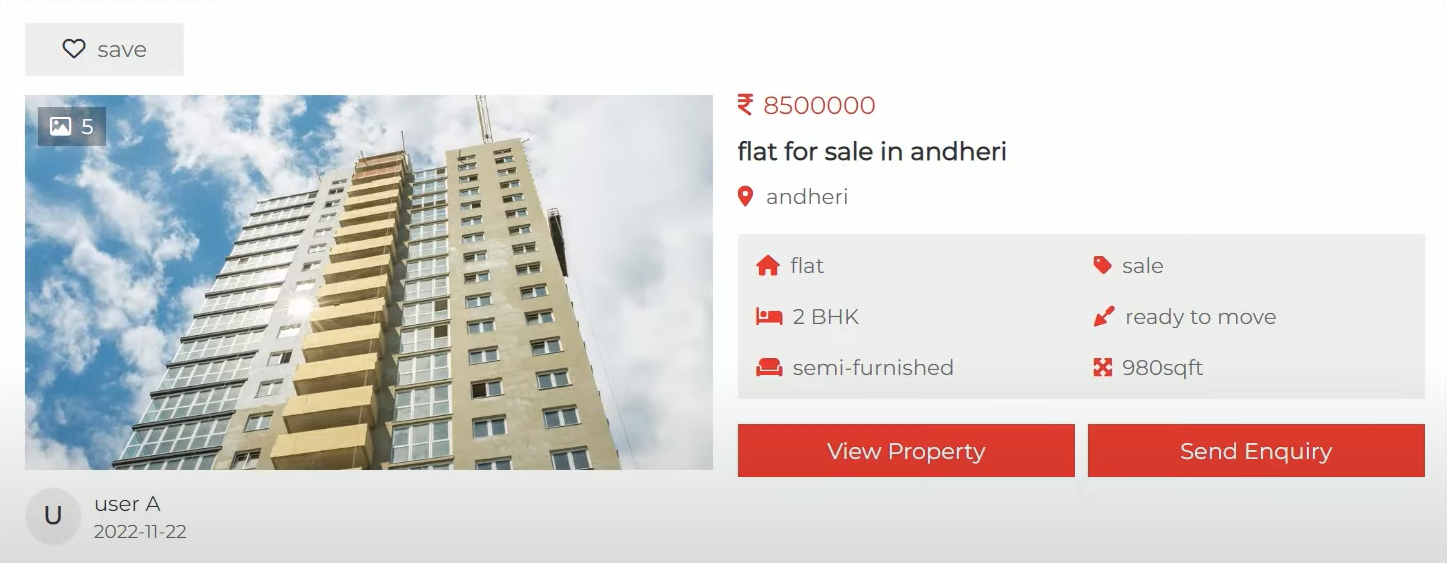 save
5
₹ 8500000
flat for sale in andheri
andheri
flat
sale
2 BHK
ready to move
semi-furnished
980sqft
View Property
Send Enquiry
U
user A
2022-11-22